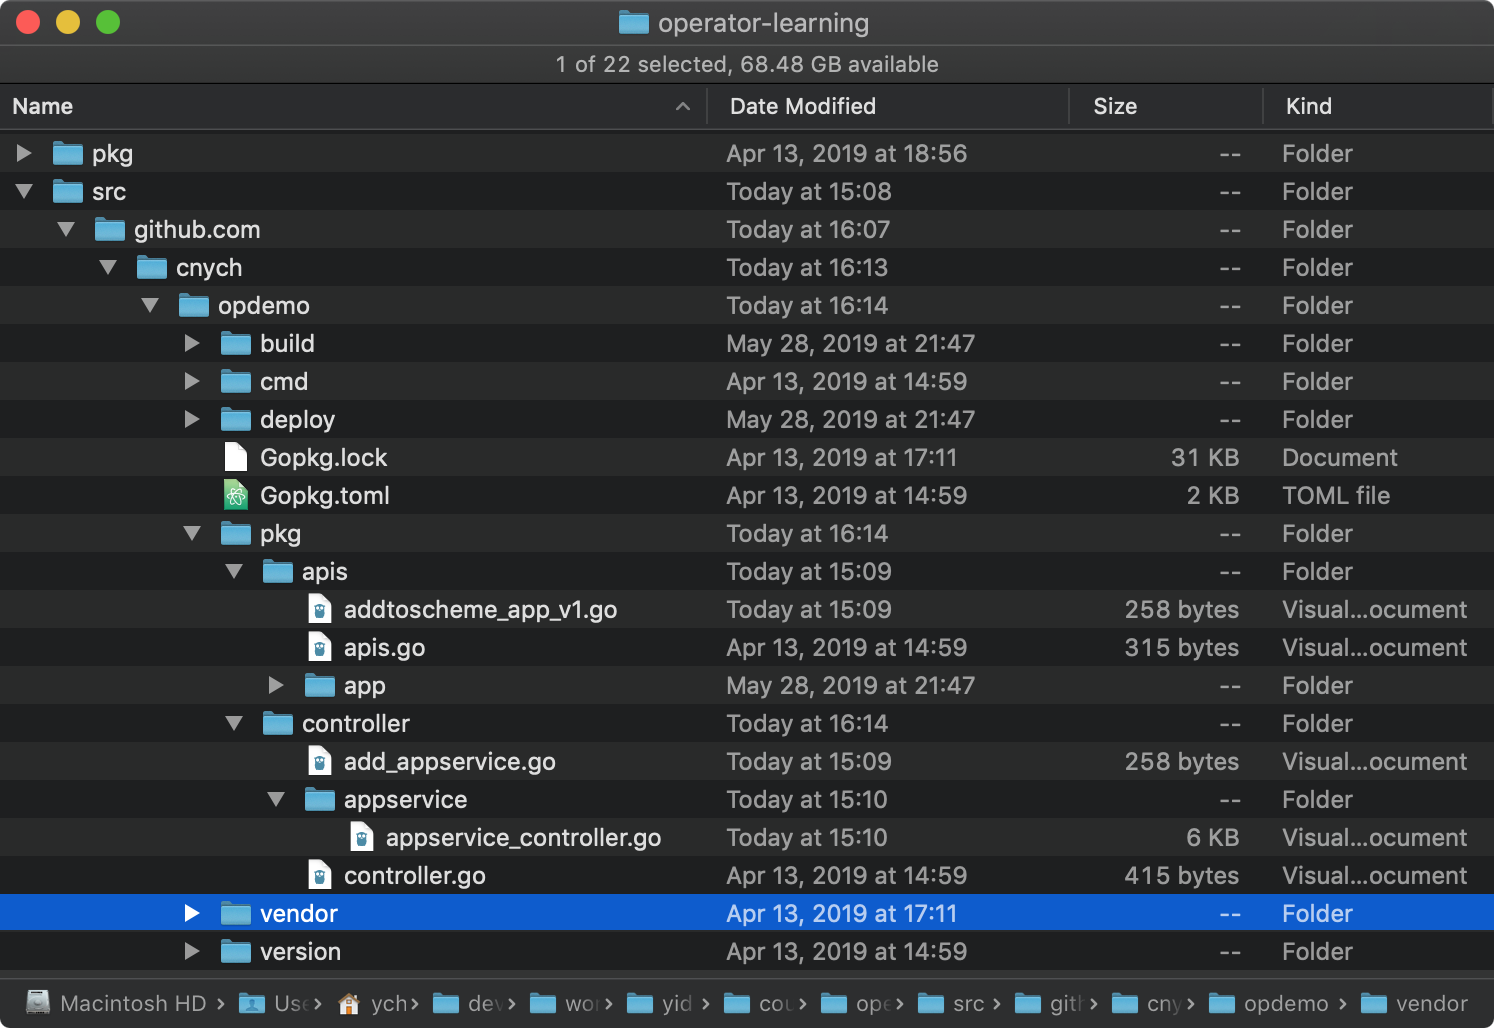 operator-learning
1 of 22 selected, 68.48 GB available
Name Date Modified Size Kind
pkg Apr 13, 2019 at 18:56 -- Folder
src Today at 15:08 -- Folder
github.com Today at 16:07 -- Folder
cnych Today at 16:13 -- Folder
opdemo Today at 16:14 -- Folder
build May 28, 2019 at 21:47 -- Folder
cmd Apr 13, 2019 at 14:59 -- Folder
deploy May 28, 2019 at 21:47 -- Folder
Gopkg.lock Apr 13, 2019 at 17:11 31 KB Document
Gopkg.toml Apr 13, 2019 at 14:59 2 KB TOML file
pkg Today at 16:14 -- Folder
apis Today at 15:09 -- Folder
addtoscheme_app_v1.go Today at 15:09 258 bytes Visual...ocument
apis.go Apr 13, 2019 at 14:59 315 bytes Visual...ocument
app May 28, 2019 at 21:47 -- Folder
controller Today at 16:14 -- Folder
add_appservice.go Today at 15:09 258 bytes Visual...ocument
appservice Today at 15:10 -- Folder
appservice_controller.go Today at 15:10 6 KB Visual...ocument
controller.go Apr 13, 2019 at 14:59 415 bytes Visual...ocument
vendor Apr 13, 2019 at 17:11 -- Folder
version Apr 13, 2019 at 14:59 -- Folder
Macintosh HD › Use › ych › dev › wor › yid › cou › ope › src › gith › cny › opdemo › vendor